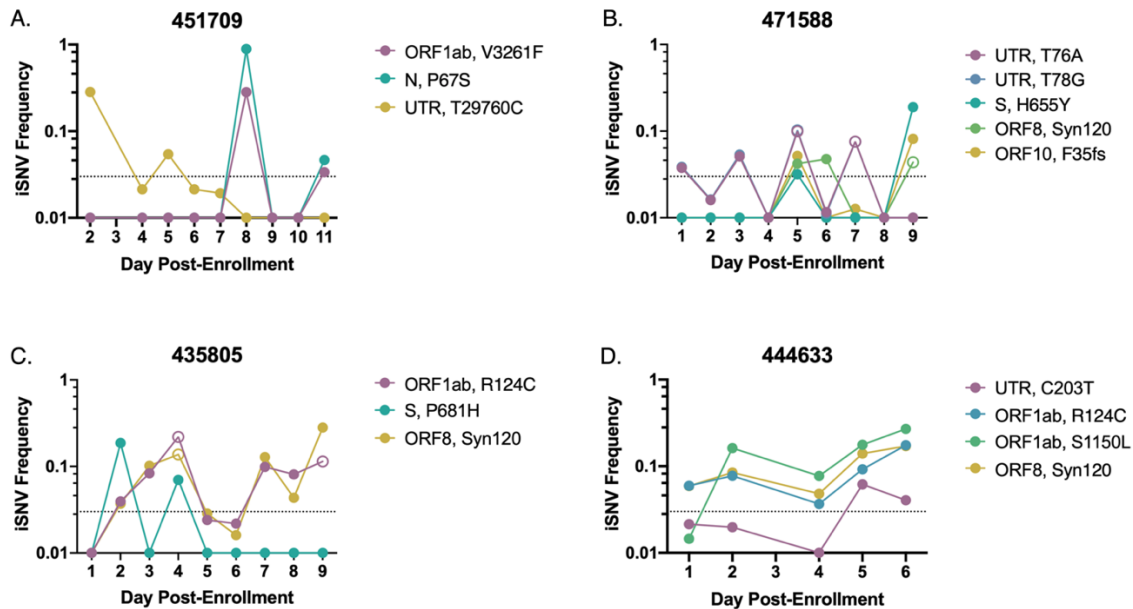 A.
451709
iSNV Frequency
1
0.1
0.01
2 3 4 5 6 7 8 9 10 11
Day Post-Enrollment
ORF1ab, V3261F
N, P67S
UTR, T29760C
B.
471588
iSNV Frequency
1
0.1
0.01
1 2 3 4 5 6 7 8 9
Day Post-Enrollment
UTR, T76A
UTR, T78G
S, H655Y
ORF8, Syn120
ORF10, F35fs
C.
435805
iSNV Frequency
1
0.1
0.01
1 2 3 4 5 6 7 8 9
Day Post-Enrollment
ORF1ab, R124C
S, P681H
ORF8, Syn120
D.
444633
iSNV Frequency
1
0.1
0.01
1 2 3 4 5 6
Day Post-Enrollment
UTR, C203T
ORF1ab, R124C
ORF1ab, S1150L
ORF8, Syn120